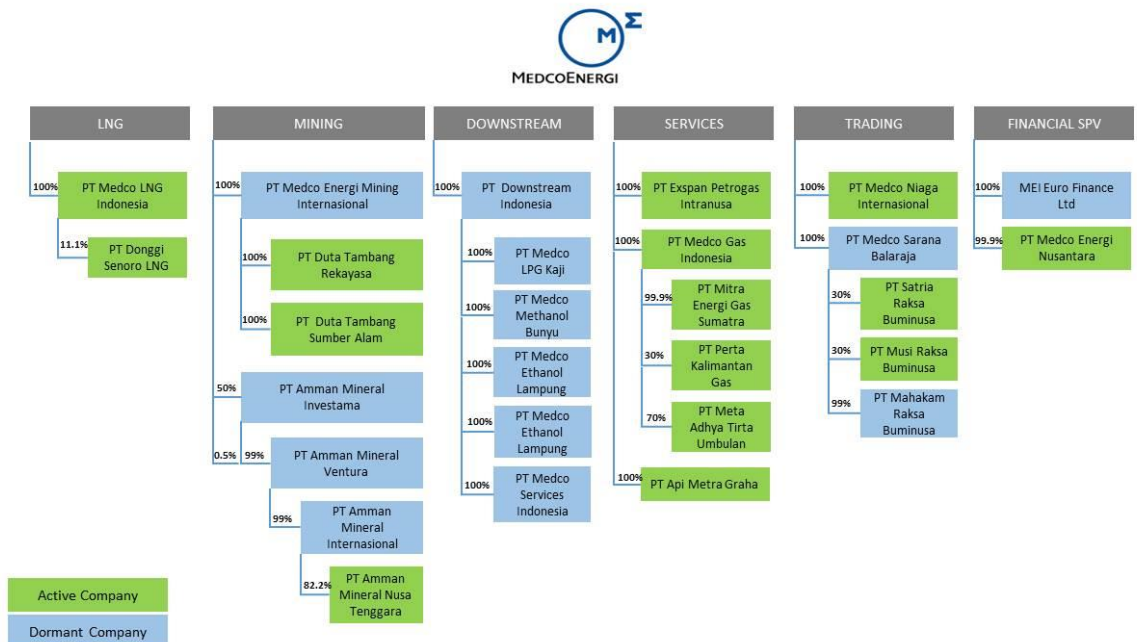 M Σ
MEDCOENERGI
LNG
100%
PT Medco LNG
Indonesia
11.1%
PT Donggi
Senoro LNG
MINING
100%
PT Medco Energi Mining
Internasional
100%
PT Duta Tambang
Rekayasa
100%
PT Duta Tambang
Sumber Alam
50%
PT Amman Mineral
Investama
0.5%
99%
PT Amman Mineral
Ventura
99%
PT Amman
Mineral
Internasional
82.2%
PT Amman
Mineral Nusa
Tenggara
DOWNSTREAM
100%
PT Downstream
Indonesia
100%
PT Medco
LPG Kaji
100%
PT Medco
Methanol
Bunyu
100%
PT Medco
Ethanol
Lampung
100%
PT Medco
Ethanol
Lampung
100%
PT Medco
Services
Indonesia
SERVICES
100%
PT Exspan Petrogas
Intranusa
100%
PT Medco Gas
Indonesia
99.9%
PT Mitra
Energi Gas
Sumatra
30%
PT Perta
Kalimantan
Gas
70%
PT Meta
Adhya Tirta
Umbulan
100%
PT Api Metra Graha
TRADING
100%
PT Medco Niaga
Internasional
100%
PT Medco Sarana
Balaraja
30%
PT Satria
Raksa
Buminusa
30%
PT Musi Raksa
Buminusa
99%
PT Mahakam
Raksa
Buminusa
FINANCIAL SPV
100%
MEI Euro Finance
Ltd
99.9%
PT Medco Energi
Nusantara
Active Company
Dormant Company